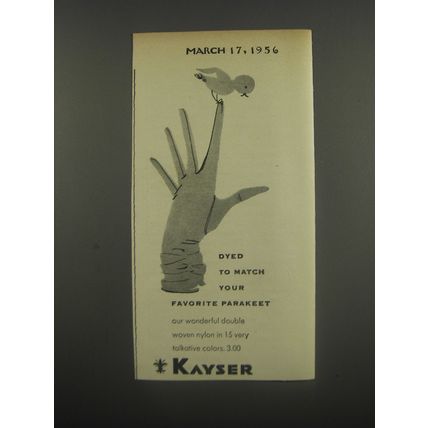 MARCH 17, 1956
DYED
TO MATCH
YOUR
FAVORITE PARAKEET
our wonderful double
woven nylon in 15 very
talkative colors. 3.00
KAYSER